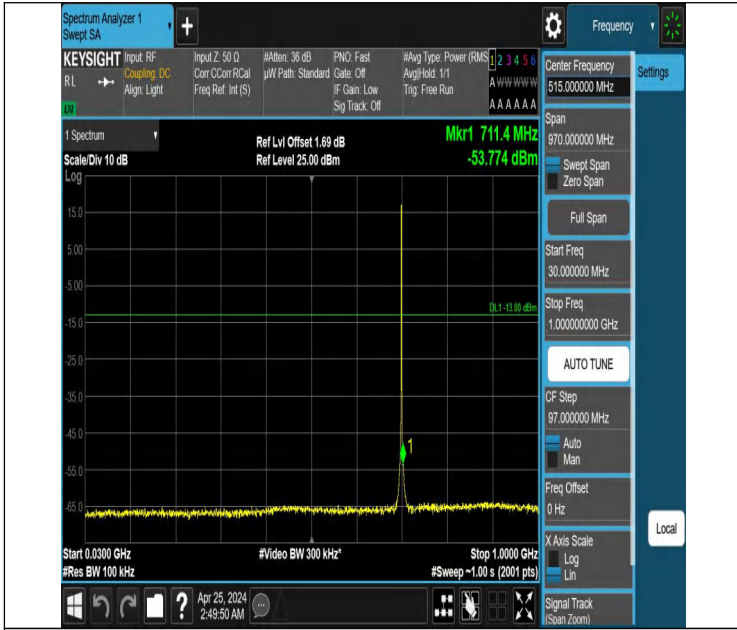 Spectrum Analyzer 1
Swept SA
Frequency
KEYSIGHT
RL
Input: RF
Coupling: DC
Align: Light
Input Z: 50 Ω
Corr CCorr RCal
Freq Ref: Int (S)
#Atten: 36 dB
µW Path: Standard
PNO: Fast
Gate: Off
IF Gain: Low
Sig Track: Off
#Avg Type: Power (RMS
Avg|Hold: 1/1
Trig: Free Run
1 2 3 4 5 6
A W W W W W
A A A A A A
Center Frequency
515.000000 MHz
Settings
Span
970.000000 MHz
Swept Span
Zero Span
Full Span
Start Freq
30.000000 MHz
Stop Freq
1.000000000 GHz
AUTO TUNE
CF Step
97.000000 MHz
Auto
Man
Freq Offset
0 Hz
X Axis Scale
Log
Lin
Signal Track
(Span Zoom)
Local
1 Spectrum
Scale/Div 10 dB
Log
Ref Lvl Offset 1.69 dB
Ref Level 25.00 dBm
Mkr1 711.4 MHz
-53.774 dBm
15.0
5.00
-5.00
DL1 -13.00 dBm
-15.0
-25.0
-35.0
-45.0
1
-55.0
-65.0
Start 0.0300 GHz
#Res BW 100 kHz
#Video BW 300 kHz*
Stop 1.0000 GHz
#Sweep ~1.00 s (2001 pts)
?
Apr 25, 2024
2:49:50 AM